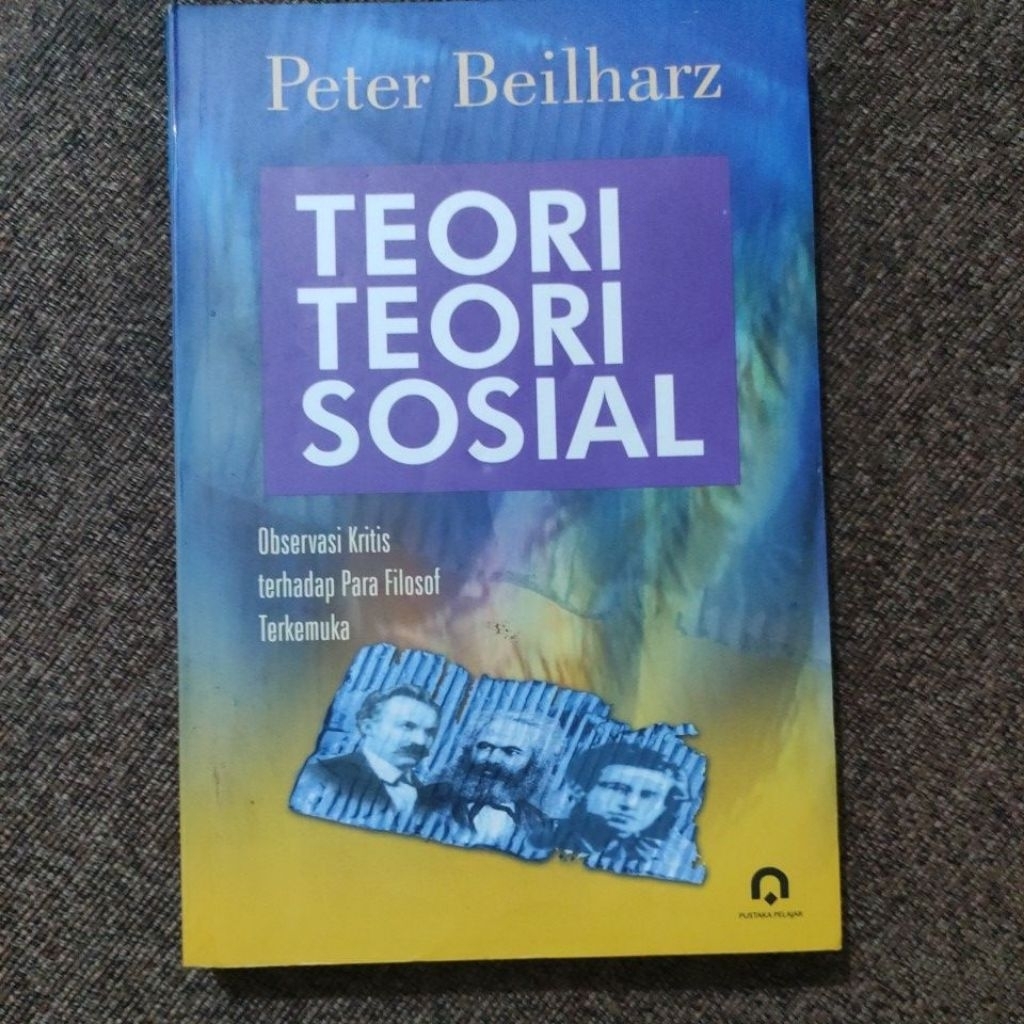 Peter Beilharz
TEORI
TEORI
SOSIAL
Observasi Kritis
terhadap Para Filosof
Terkemuka
PUSTAKA PELAJAR